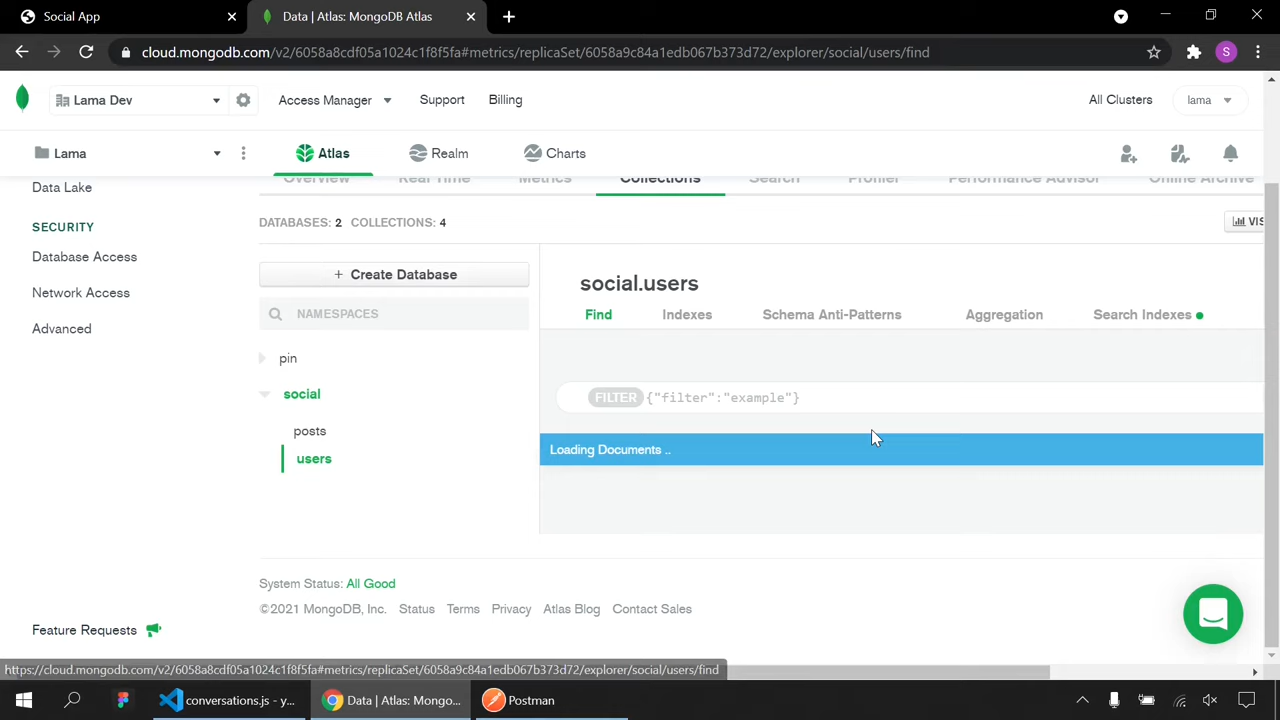 Social App
Data | Atlas: MongoDB Atlas
cloud.mongodb.com/v2/6058a8cdf05a1024c1f8f5fa#metrics/replicaSet/6058a9c84a1edb067b373d72/explorer/social/users/find
S
Lama Dev
Access Manager
Support
Billing
All Clusters
lama
Lama
Atlas
Realm
Charts
Data Lake
Overview
Real Time
Metrics
Collections
Search
Profiler
Performance Advisor
Online Archive
SECURITY
Database Access
Network Access
Advanced
DATABASES: 2 COLLECTIONS: 4
VIS
+ Create Database
NAMESPACES
pin
social
posts
users
social.users
Find
Indexes
Schema Anti-Patterns
Aggregation
Search Indexes
FILTER {"filter":"example"}
Loading Documents ..
System Status: All Good
©2021 MongoDB, Inc. Status Terms Privacy Atlas Blog Contact Sales
Feature Requests
https://cloud.mongodb.com/v2/6058a8cdf05a1024c1f8f5fa#metrics/replicaSet/6058a9c84a1edb067b373d72/explorer/social/users/find
conversations.js - y...
Data | Atlas: Mongo...
Postman